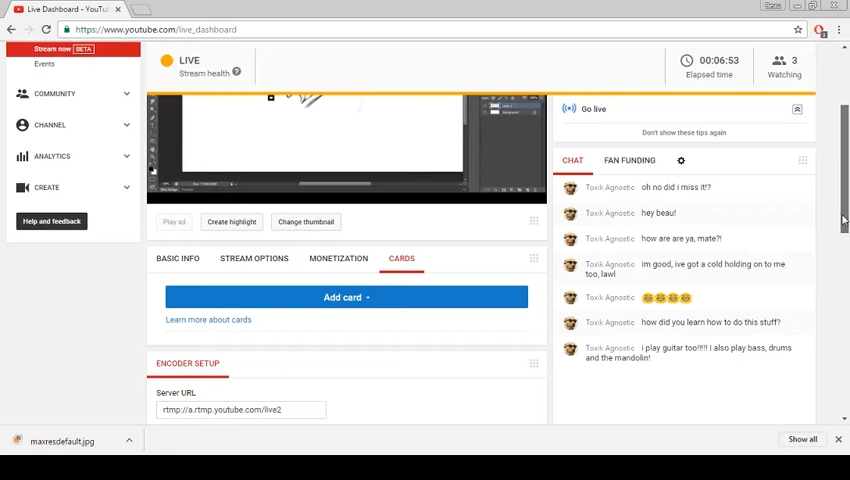 Live Dashboard - YouTu
Beau
https://www.youtube.com/live_dashboard
Stream now BETA
Events
COMMUNITY
CHANNEL
ANALYTICS
CREATE
Help and feedback
LIVE
Stream health ?
00:06:53
Elapsed time
3
Watching
Play ad
Create highlight
Change thumbnail
BASIC INFO
STREAM OPTIONS
MONETIZATION
CARDS
Add card
Learn more about cards
ENCODER SETUP
Server URL
rtmp://a.rtmp.youtube.com/live2
Go live
Don't show these tips again
CHAT
FAN FUNDING
Toxik Agnostic oh no did i miss it!?
Toxik Agnostic hey beau!
Toxik Agnostic how are are ya, mate?!
Toxik Agnostic im good, ive got a cold holding on to me
too, lawl
Toxik Agnostic 😂😂😂😂
Toxik Agnostic how did you learn how to do this stuff?
Toxik Agnostic i play guitar too!!!!! I also play bass, drums
and the mandolin!
maxresdefault.jpg
Show all